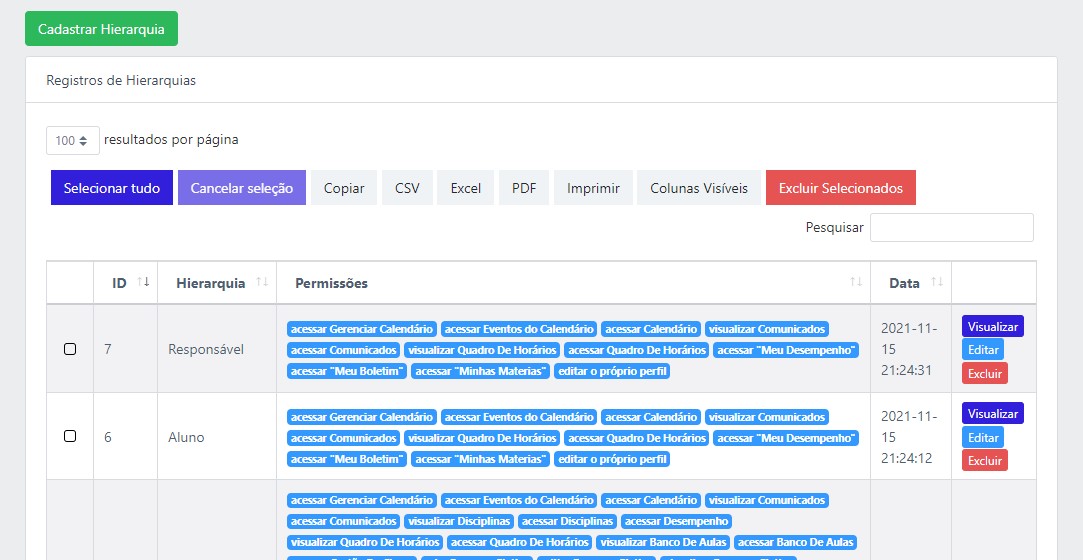 Cadastrar Hierarquia
Registros de Hierarquias
100 resultados por página
Selecionar tudo Cancelar seleção Copiar CSV Excel PDF Imprimir Colunas Visíveis Excluir Selecionados
Pesquisar
ID Hierarquia Permissões Data
7 Responsável
acessar Gerenciar Calendário acessar Eventos do Calendário acessar Calendário visualizar Comunicados
acessar Comunicados visualizar Quadro De Horários acessar Quadro De Horários acessar "Meu Desempenho"
acessar "Meu Boletim" acessar "Minhas Materias" editar o próprio perfil
2021-11-
15
21:24:31
Visualizar
Editar
Excluir
6 Aluno
acessar Gerenciar Calendário acessar Eventos do Calendário acessar Calendário visualizar Comunicados
acessar Comunicados visualizar Quadro De Horários acessar Quadro De Horários acessar "Meu Desempenho"
acessar "Meu Boletim" acessar "Minhas Materias" editar o próprio perfil
2021-11-
15
21:24:12
Visualizar
Editar
Excluir
acessar Gerenciar Calendário acessar Eventos do Calendário acessar Calendário visualizar Comunicados
acessar Comunicados visualizar Disciplinas acessar Disciplinas acessar Desempenho
visualizar Quadro De Horários acessar Quadro De Horários visualizar Banco De Aulas acessar Banco De Aulas